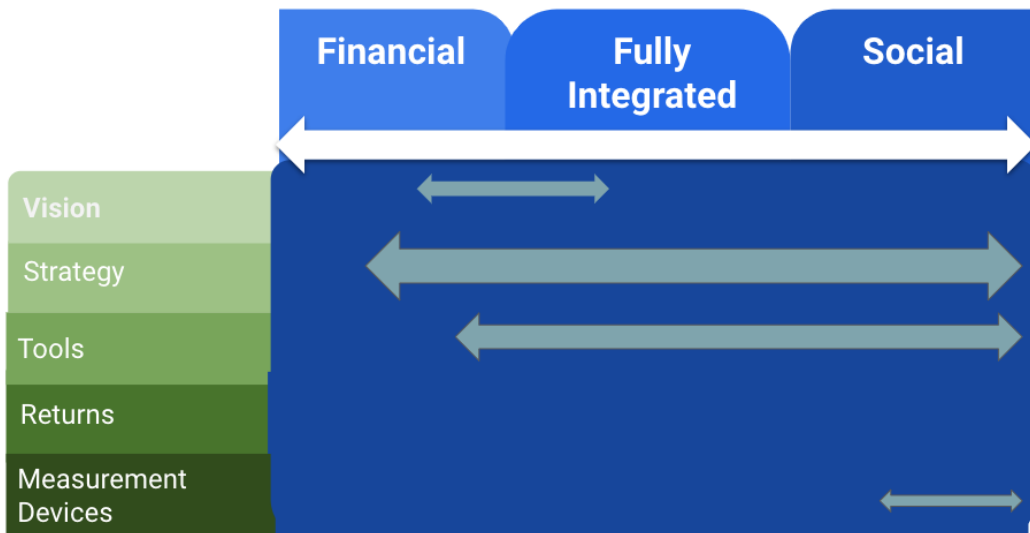 Financial
Fully
Integrated
Social
Vision
Strategy
Tools
Returns
Measurement
Devices